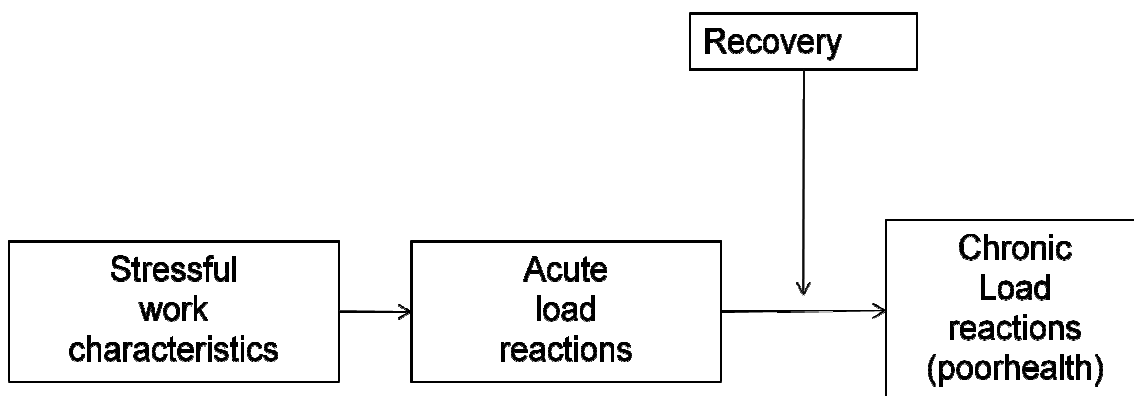 Recovery
Stressful
work
characteristics
Acute
load
reactions
Chronic
Load
reactions
(poorhealth)